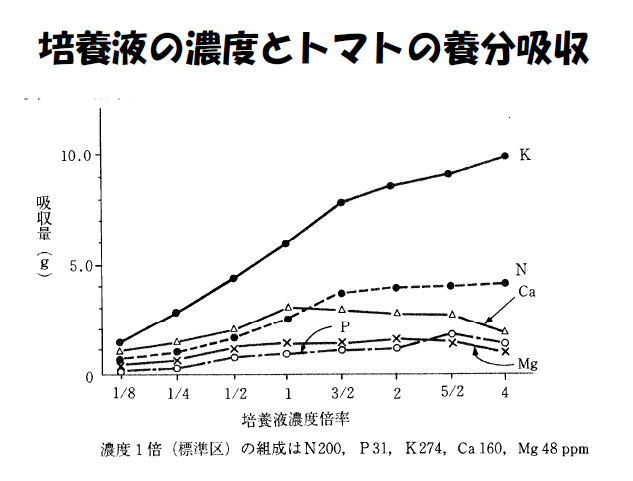 培養液の濃度とトマトの養分吸収
10.0
5.0
0
吸収量(g)
K
N
Ca
P
Mg
1/8 1/4 1/2 1 3/2 2 5/2 4
培養液濃度倍率
濃度1倍(標準区)の組成はN200, P31, K274, Ca160, Mg48 ppm